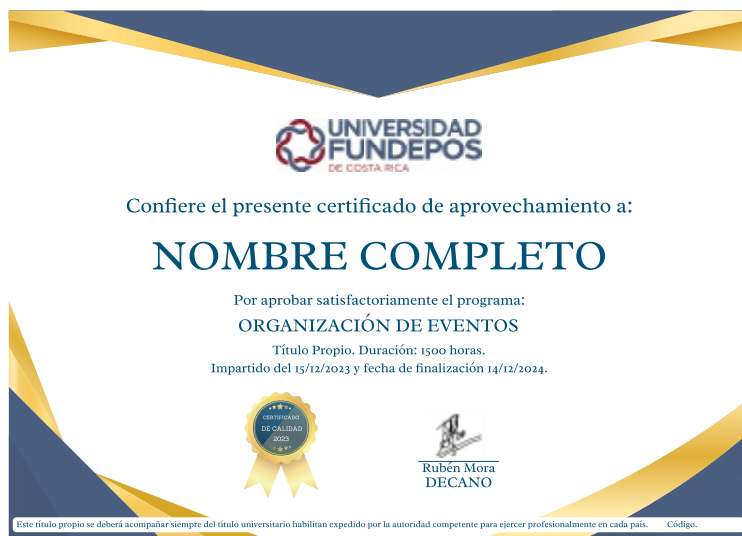 UNIVERSIDAD
FUNDEPOS
DE COSTA RICA
Confiere el presente certificado de aprovechamiento a:
NOMBRE COMPLETO
Por aprobar satisfactoriamente el programa:
ORGANIZACIÓN DE EVENTOS
Título Propio. Duración: 1500 horas.
Impartido del 15/12/2023 y fecha de finalización 14/12/2024.
CERTIFICADO
DE CALIDAD
2023
Rubén Mora
DECANO
Este título propio se deberá acompañar siempre del título universitario habilitan expedido por la autoridad competente para ejercer profesionalmente en cada país. Código.